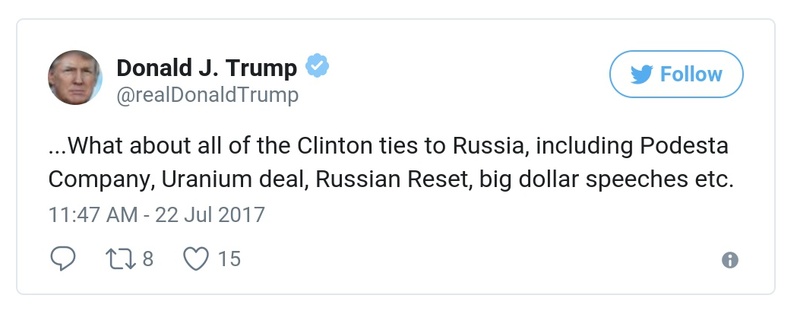 Donald J. Trump
@realDonaldTrump
Follow
...What about all of the Clinton ties to Russia, including Podesta
Company, Uranium deal, Russian Reset, big dollar speeches etc.
11:47 AM - 22 Jul 2017
8 15